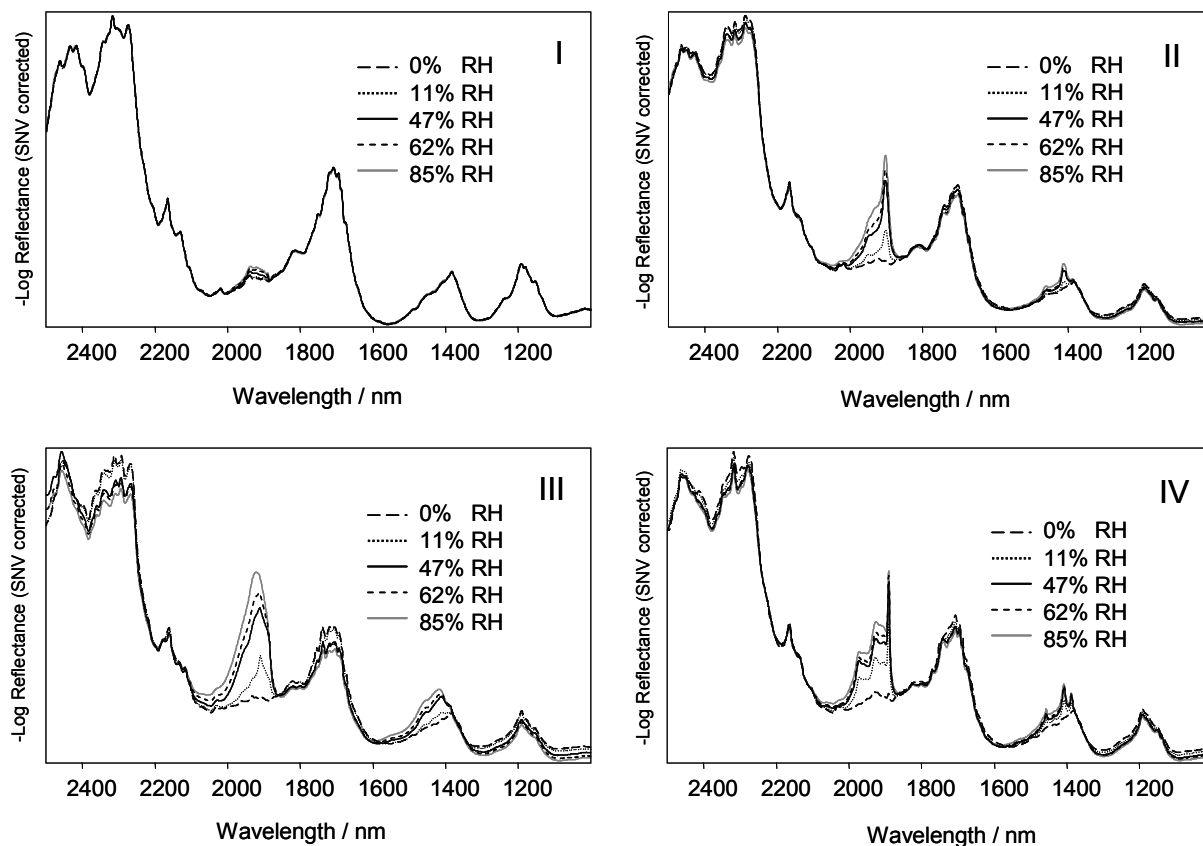 -Log Reflectance (SNV corrected)
I
0% RH
11% RH
47% RH
62% RH
85% RH
2400 2200 2000 1800 1600 1400 1200
Wavelength / nm
-Log Reflectance (SNV corrected)
II
0% RH
11% RH
47% RH
62% RH
85% RH
2400 2200 2000 1800 1600 1400 1200
Wavelength / nm
-Log Reflectance (SNV corrected)
III
0% RH
11% RH
47% RH
62% RH
85% RH
2400 2200 2000 1800 1600 1400 1200
Wavelength / nm
-Log Reflectance (SNV corrected)
IV
0% RH
11% RH
47% RH
62% RH
85% RH
2400 2200 2000 1800 1600 1400 1200
Wavelength / nm